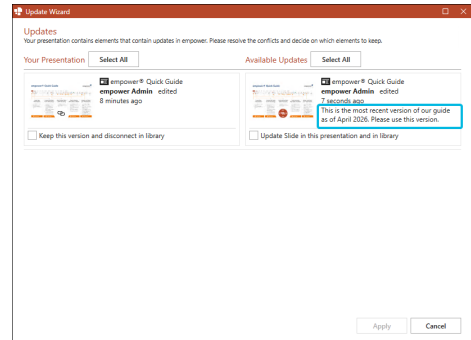 Update Wizard
Updates
Your presentation contains elements that contain updates in empower. Please resolve the conflicts and decide on which elements to keep.
Your Presentation
Select All
Available Updates
Select All
empower® Quick Guide
empower Admin edited
8 minutes ago
Keep this version and disconnect in library
empower® Quick Guide
empower Admin edited
7 seconds ago
This is the most recent version of our guide
as of April 2026. Please use this version.
Update Slide in this presentation and in library
Apply
Cancel